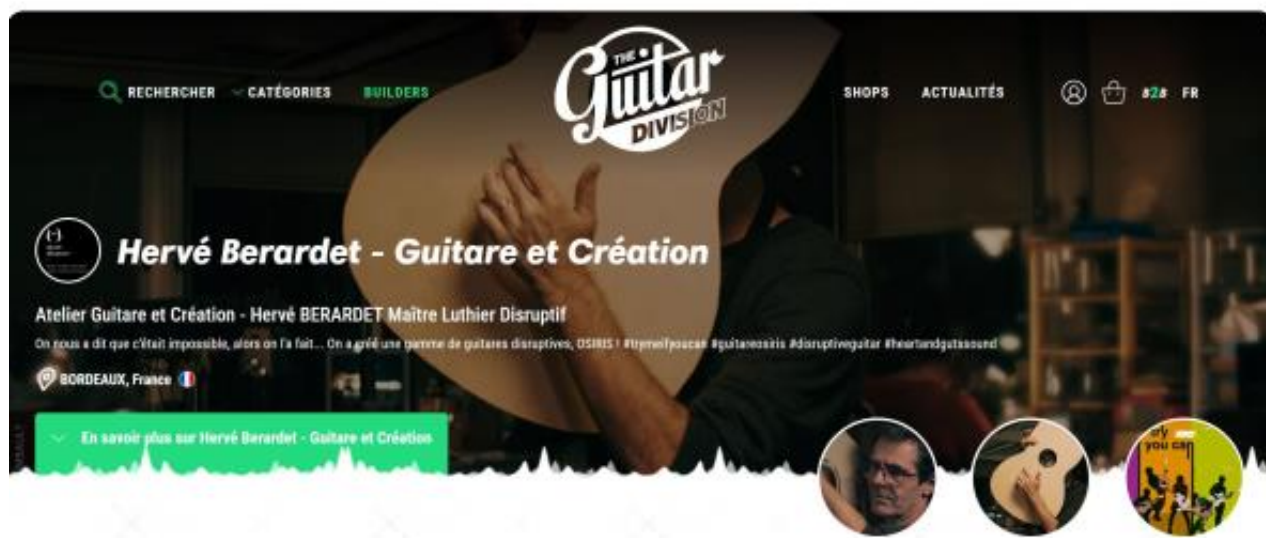 THE
Guitar
DIVISION
RECHERCHER CATÉGORIES BUILDERS SHOPS ACTUALITÉS B2B FR
Hervé Berardet - Guitare et Création
Atelier Guitare et Création - Hervé BERARDET Maître Luthier Disruptif
On nous a dit que c'était impossible, alors on l'a fait... On a créé une gamme de guitares disruptives, OSIRIS ! #trymeifyoucan #guitareosiris #disruptiveguitar #heartandgutssound
BORDEAUX, France
En savoir plus sur Hervé Berardet - Guitare et Création
you can